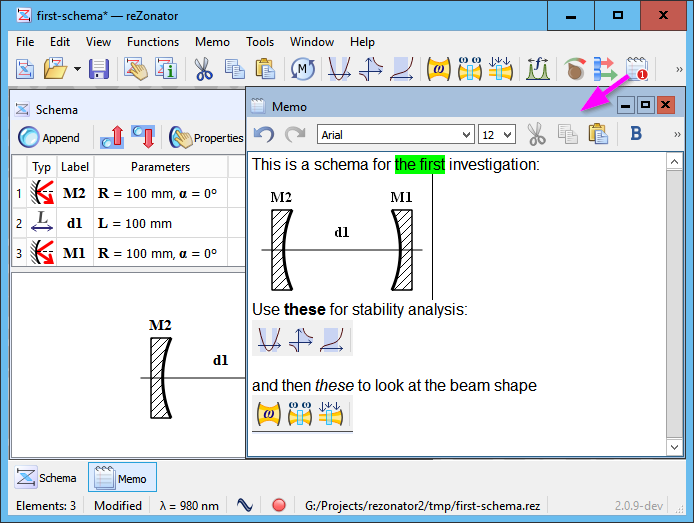 first-schema* — reZonator
File Edit View Functions Memo Tools Window Help
M
ƒƒ
1
Schema
Append
Properties
Typ Label Parameters
1 M2 R = 100 mm, α = 0°
2 L d1 L = 100 mm
3 M1 R = 100 mm, α = 0°
M2
d1
Memo
Arial 12 B »
This is a schema for the first investigation:
M2 M1
d1
Use these for stability analysis:
and then these to look at the beam shape
ω ω ω
Schema Memo
Elements: 3 Modified λ = 980 nm G:/Projects/rezonator2/tmp/first-schema.rez 2.0.9-dev